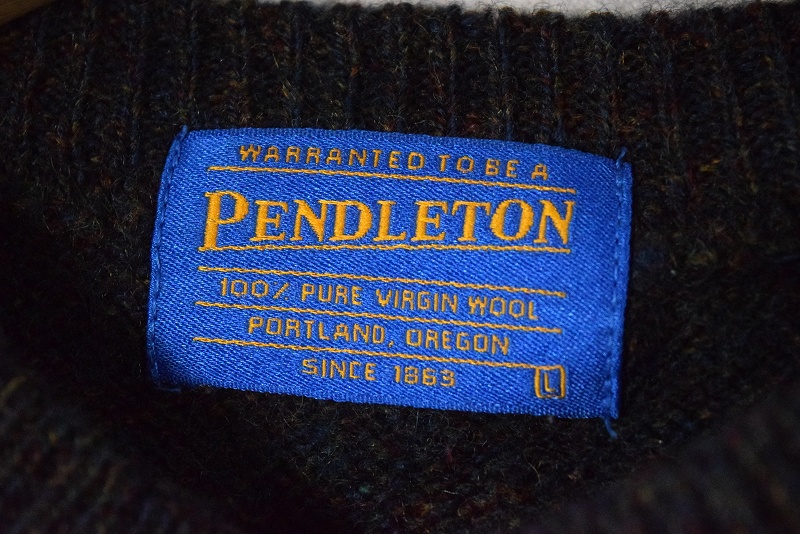 WARRANTED TO BE A
PENDLETON
100% PURE VIRGIN WOOL
PORTLAND, OREGON
SINCE 1863 L